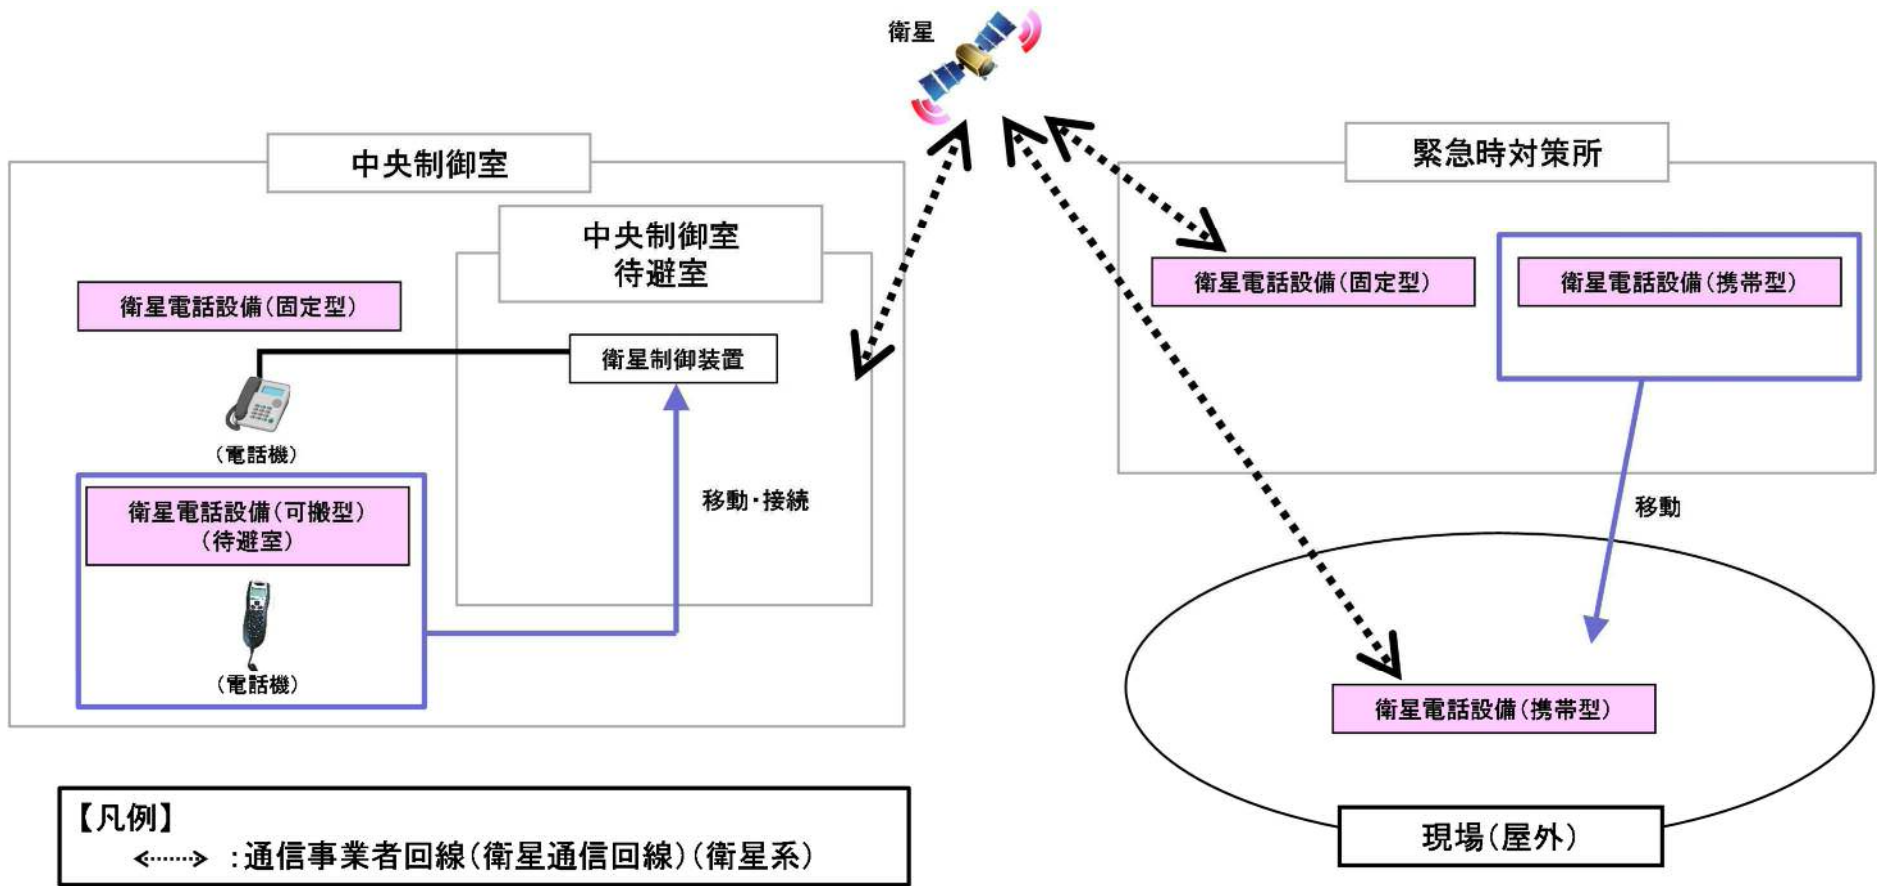 衛星
中央制御室
中央制御室
待避室
衛星電話設備(固定型)
衛星制御装置
(電話機)
衛星電話設備(可搬型)
(待避室)
(電話機)
移動・接続
緊急時対策所
衛星電話設備(固定型)
衛星電話設備(携帯型)
移動
衛星電話設備(携帯型)
現場(屋外)
【凡例】
:通信事業者回線(衛星通信回線)(衛星系)